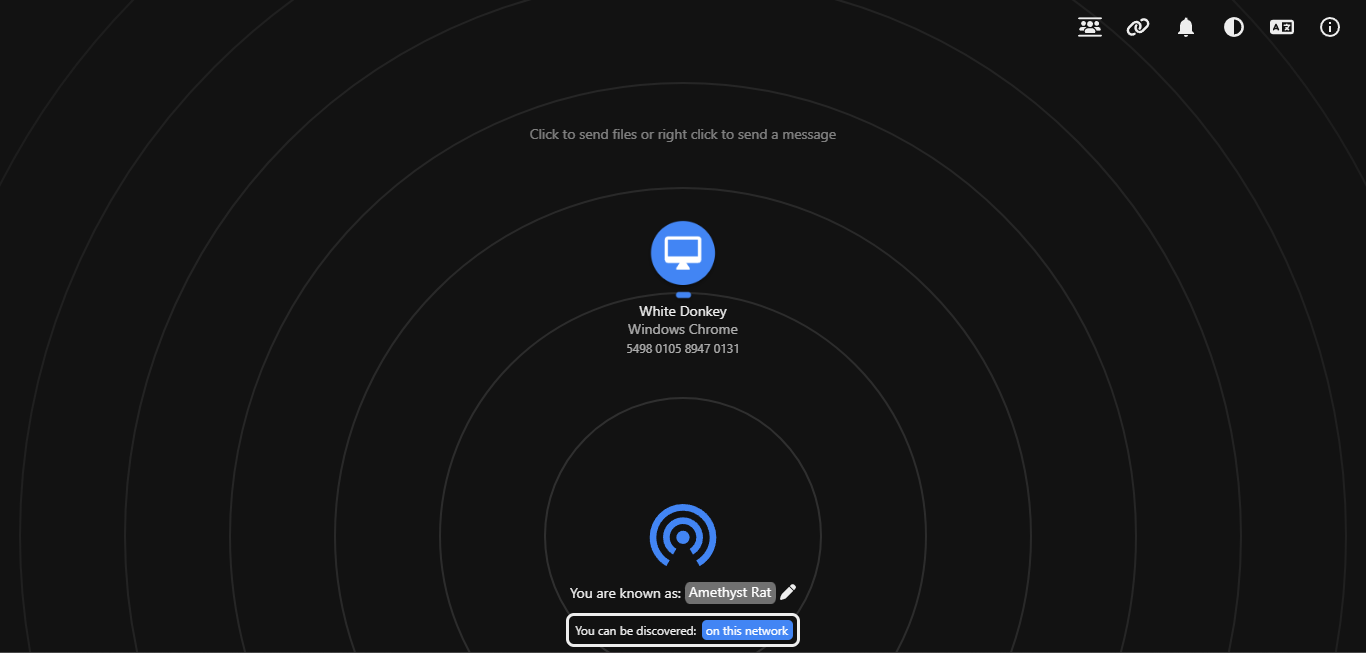 Click to send files or right click to send a message
White Donkey
Windows Chrome
5498 0105 8947 0131
You are known as: Amethyst Rat
You can be discovered: on this network